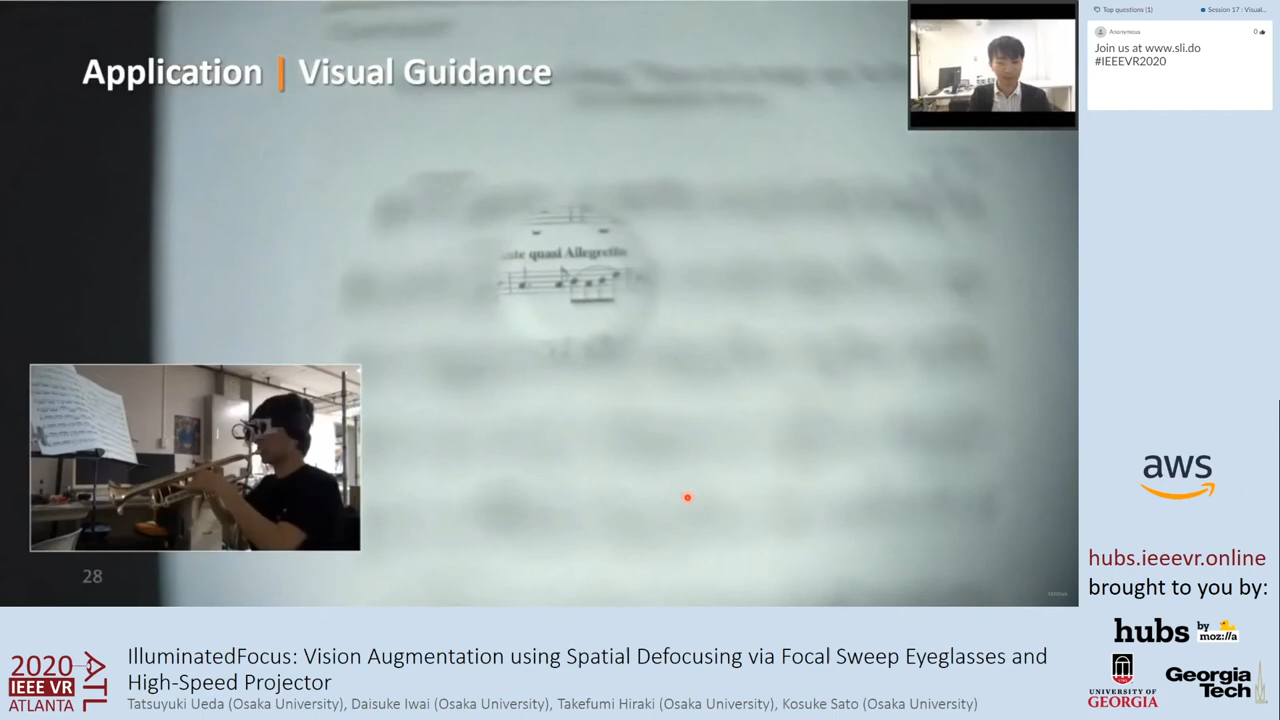 Application | Visual Guidance
quasi Allegretto
28
Top questions (1)
Session 17 : Visual...
Anonymous
0
Join us at www.sli.do
#IEEEVR2020
aws
hubs.ieeevr.online
brought to you by:
hubs by moz://a
UNIVERSITY OF
GEORGIA
Georgia
Tech
2020
IEEE VR
ATLANTA
ATL
IlluminatedFocus: Vision Augmentation using Spatial Defocusing via Focal Sweep Eyeglasses and
High-Speed Projector
Tatsuyuki Ueda (Osaka University), Daisuke Iwai (Osaka University), Takefumi Hiraki (Osaka University), Kosuke Sato (Osaka University)